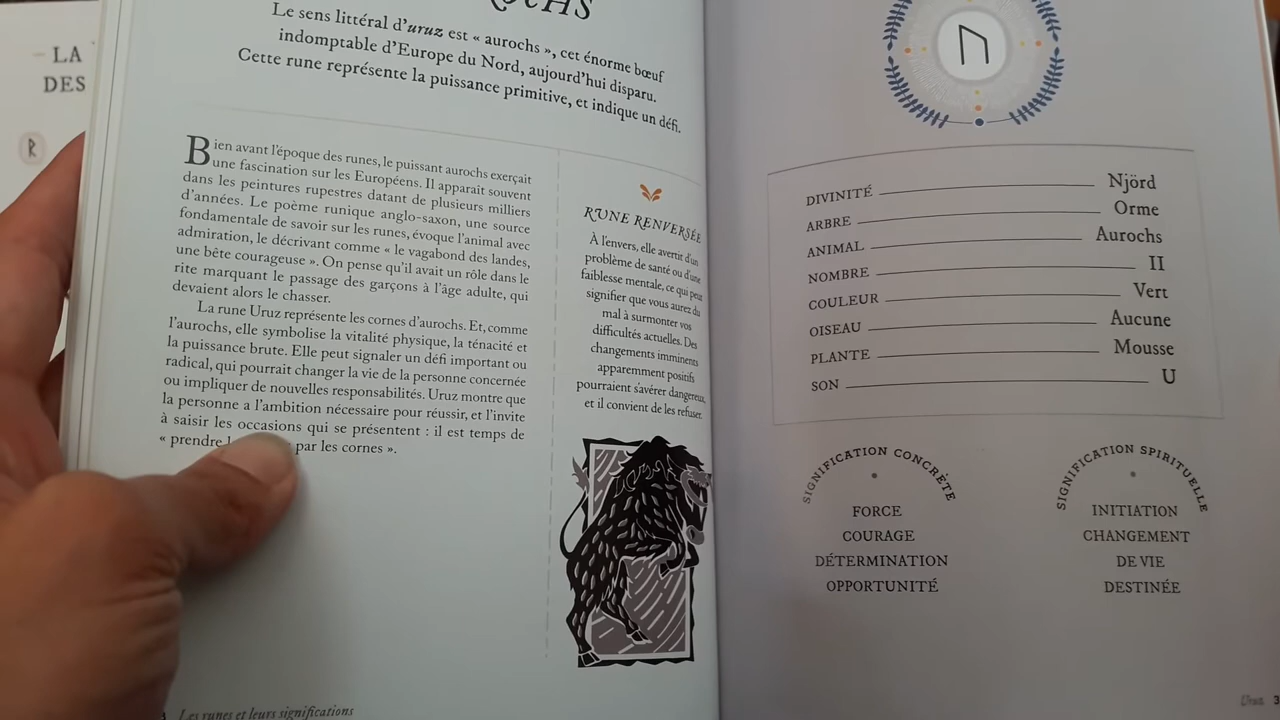 LA
DES
ROCHS
Le sens littéral d'uruz est « aurochs », cet énorme bœuf
indomptable d'Europe du Nord, aujourd'hui disparu.
Cette rune représente la puissance primitive, et indique un défi.
Bien avant l'époque des runes, le puissant aurochs exerçait
une fascination sur les Européens. Il apparait souvent
dans les peintures rupestres datant de plusieurs milliers
d'années. Le poème runique anglo-saxon, une source
fondamentale de savoir sur les runes, évoque l'animal avec
admiration, le décrivant comme « le vagabond des landes,
une bête courageuse ». On pense qu'il avait un rôle dans le
rite marquant le passage des garçons à l'âge adulte, qui
devaient alors le chasser.
La rune Uruz représente les cornes d'aurochs. Et, comme
l'aurochs, elle symbolise la vitalité physique, la ténacité et
la puissance brute. Elle peut signaler un défi important ou
radical, qui pourrait changer la vie de la personne concernée
ou impliquer de nouvelles responsabilités. Uruz montre que
la personne a l'ambition nécessaire pour réussir, et l'invite
à saisir les occasions qui se présentent : il est temps de
« prendre par les cornes ».
RUNE RENVERSÉE
À l'envers, elle avertit d'un
problème de santé ou d'une
faiblesse mentale, ce qui peut
signifier que vous aurez du
mal à surmonter vos
difficultés actuelles. Des
changements imminents
apparemment positifs
pourraient s'avérer dangereux,
et il convient de les refuser.
Les runes et leurs significations
ᚢ
DIVINITÉ Njörd
ARBRE Orme
ANIMAL Aurochs
NOMBRE II
COULEUR Vert
OISEAU Aucune
PLANTE Mousse
SON U
SIGNIFICATION CONCRÈTE
FORCE
COURAGE
DÉTERMINATION
OPPORTUNITÉ
SIGNIFICATION SPIRITUELLE
INITIATION
CHANGEMENT
DE VIE
DESTINÉE
Uruz 3